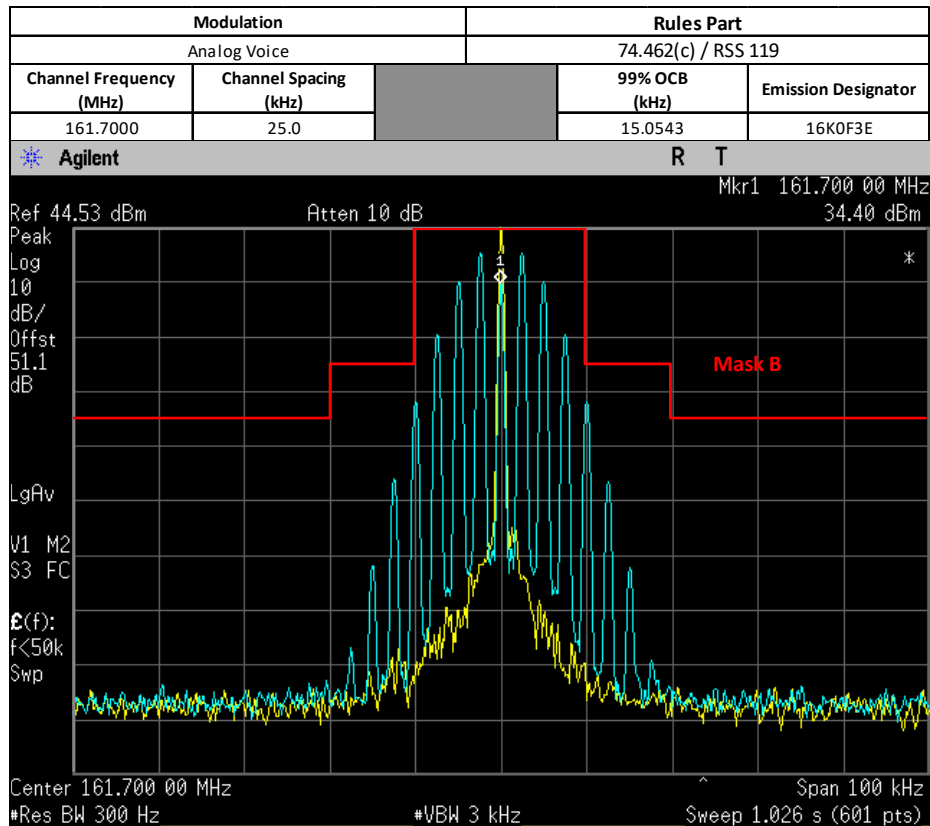 Modulation Rules Part
Analog Voice 74.462(c) / RSS 119
Channel Frequency (MHz) Channel Spacing (kHz) 99% OCB (kHz) Emission Designator
161.7000 25.0 15.0543 16K0F3E
Agilent R T
Mkr1 161.700 00 MHz
Ref 44.53 dBm Atten 10 dB 34.40 dBm
Peak
Log
10
dB/
Offst
51.1
dB
1
*
Mask B
LgAv
V1 M2
S3 FC
£(f):
f<50k
Swp
Center 161.700 00 MHz ^ Span 100 kHz
#Res BW 300 Hz #VBW 3 kHz Sweep 1.026 s (601 pts)